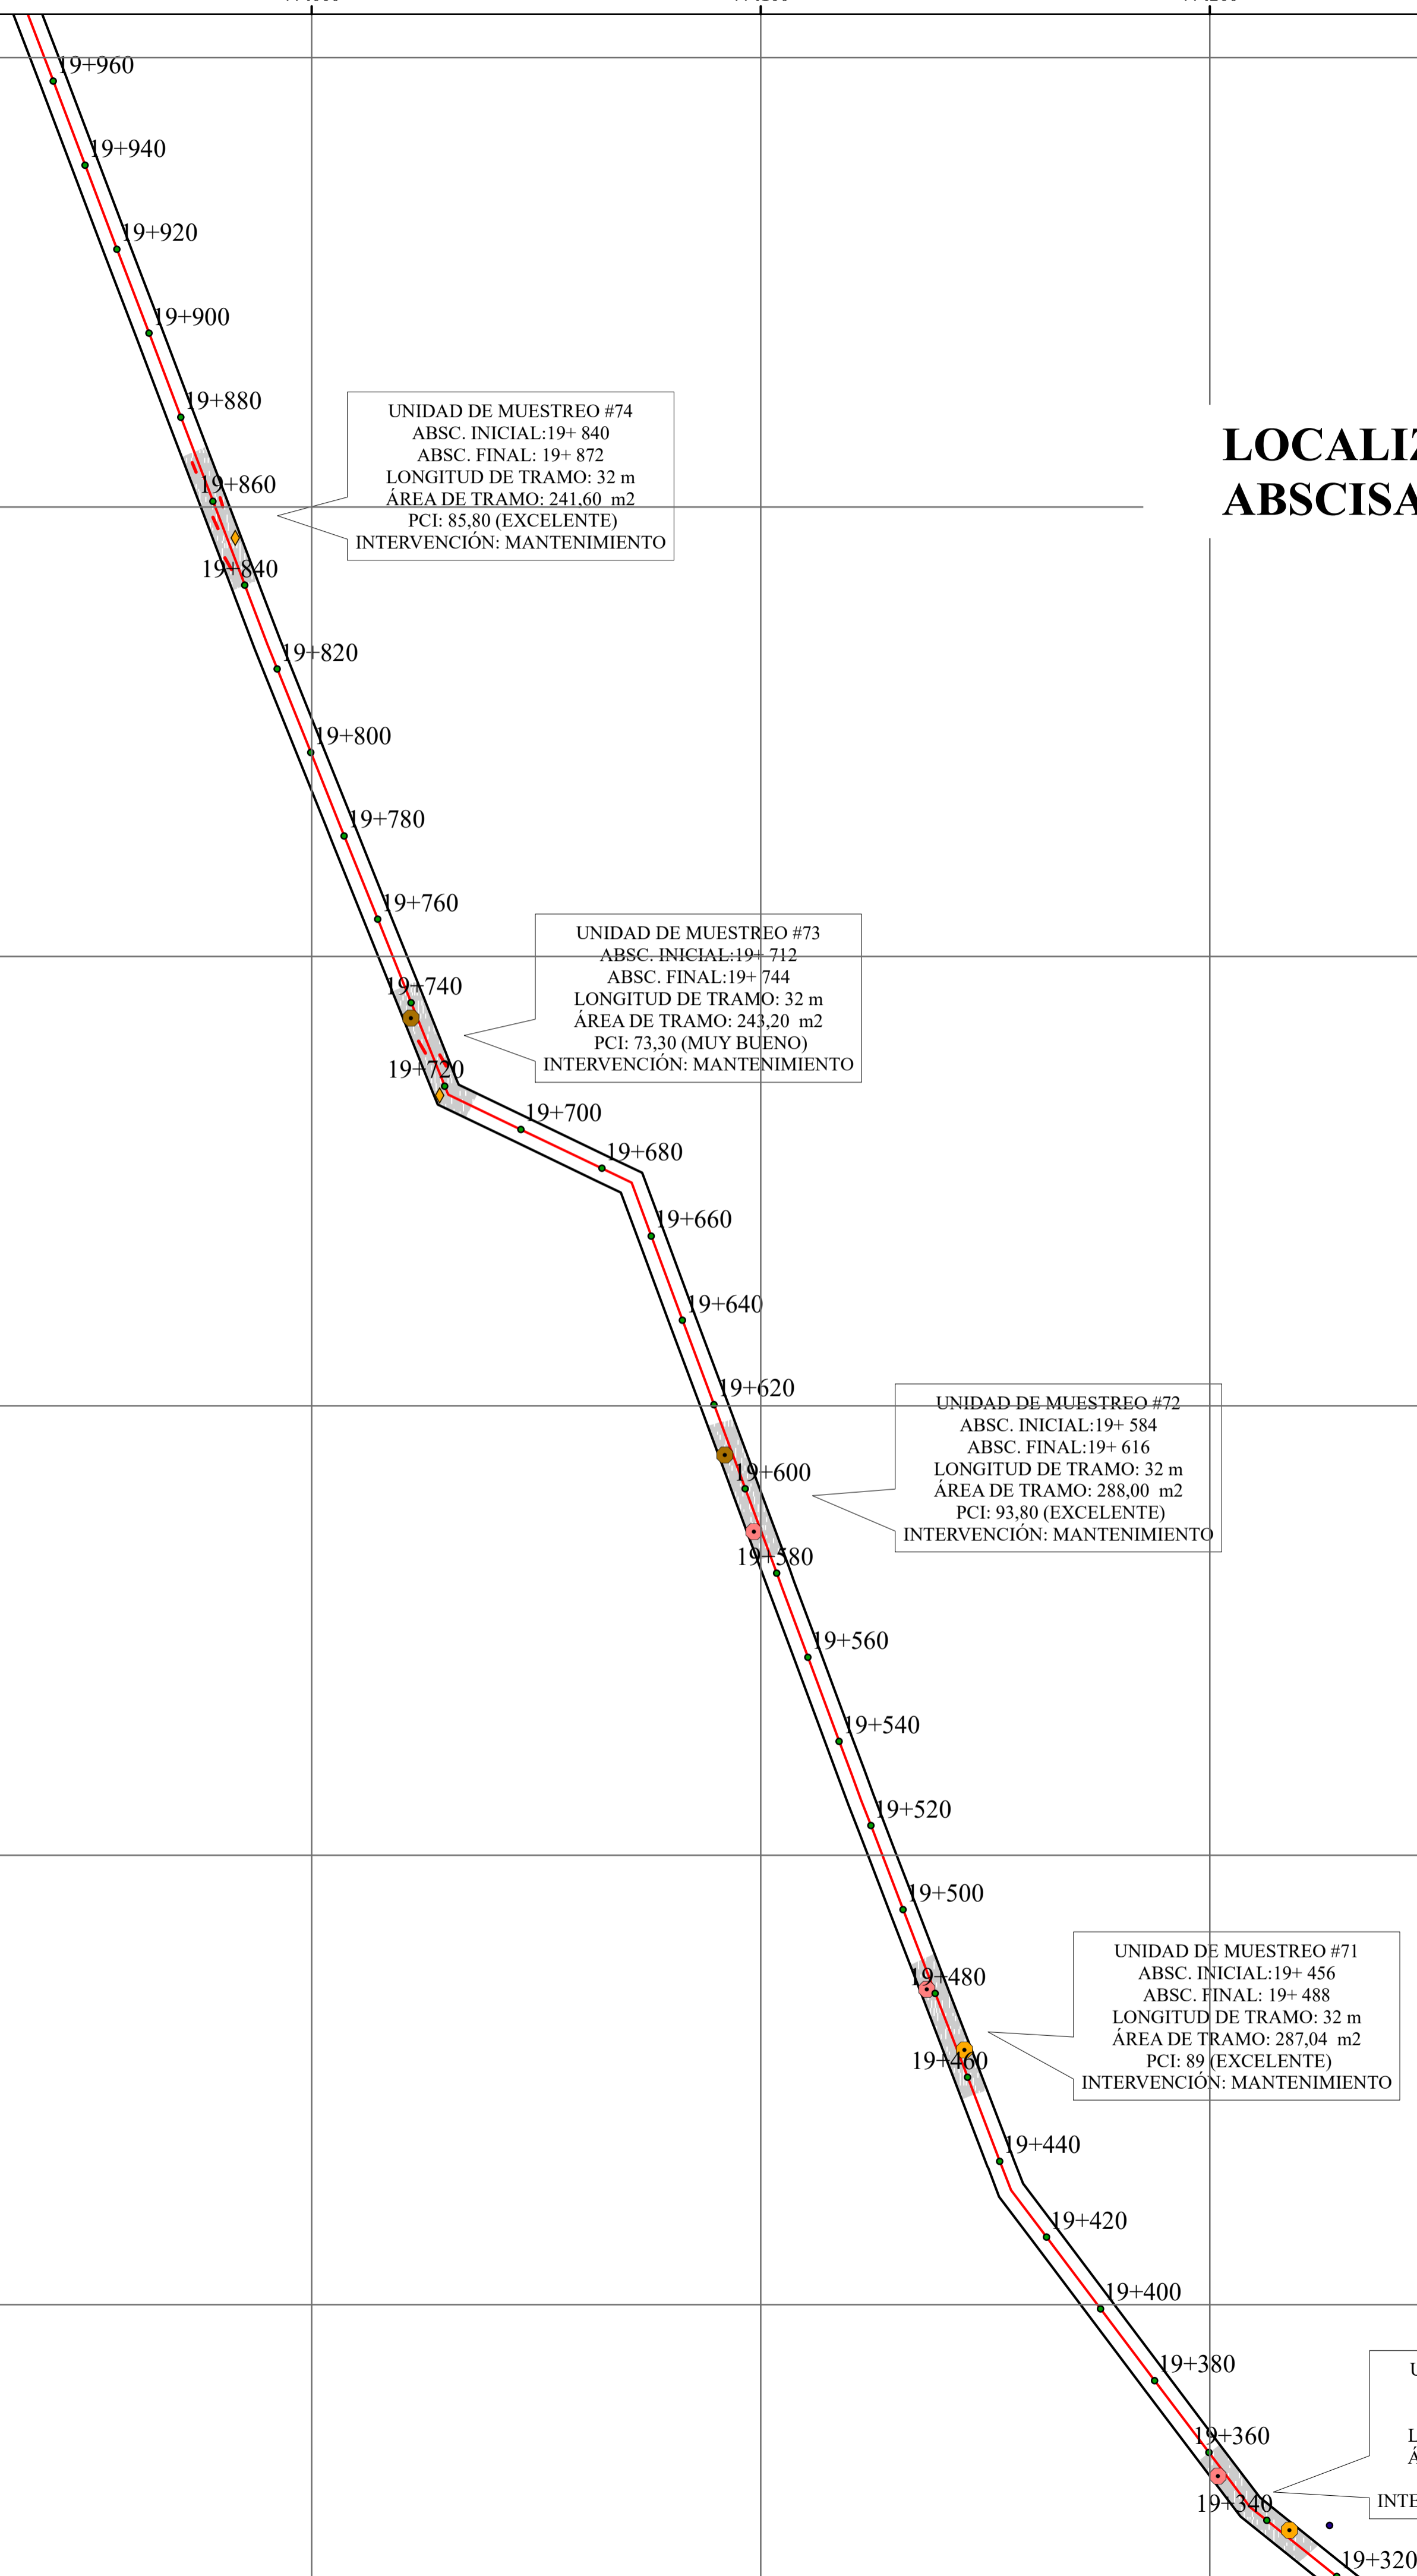 19+960
19+940
19+920
19+900
19+880
UNIDAD DE MUESTREO #74
ABSC. INICIAL:19+ 840
ABSC. FINAL: 19+ 872
LONGITUD DE TRAMO: 32 m
ÁREA DE TRAMO: 241,60 m2
PCI: 85,80 (EXCELENTE)
INTERVENCIÓN: MANTENIMIENTO
LOCALIZ
ABSCISA
19+860
19+840
19+820
19+800
19+780
19+760
UNIDAD DE MUESTREO #73
ABSC. INICIAL:19+ 712
ABSC. FINAL:19+ 744
LONGITUD DE TRAMO: 32 m
ÁREA DE TRAMO: 243,20 m2
PCI: 73,30 (MUY BUENO)
INTERVENCIÓN: MANTENIMIENTO
19+740
19+720
19+700
19+680
19+660
19+640
19+620
UNIDAD DE MUESTREO #72
ABSC. INICIAL:19+ 584
ABSC. FINAL:19+ 616
LONGITUD DE TRAMO: 32 m
ÁREA DE TRAMO: 288,00 m2
PCI: 93,80 (EXCELENTE)
INTERVENCIÓN: MANTENIMIENTO
19+600
19+580
19+560
19+540
19+520
19+500
UNIDAD DE MUESTREO #71
ABSC. INICIAL:19+ 456
ABSC. FINAL: 19+ 488
LONGITUD DE TRAMO: 32 m
ÁREA DE TRAMO: 287,04 m2
PCI: 89 (EXCELENTE)
INTERVENCIÓN: MANTENIMIENTO
19+480
19+460
19+440
19+420
19+400
19+380
19+360
19+340
L
Á
INTE
19+320